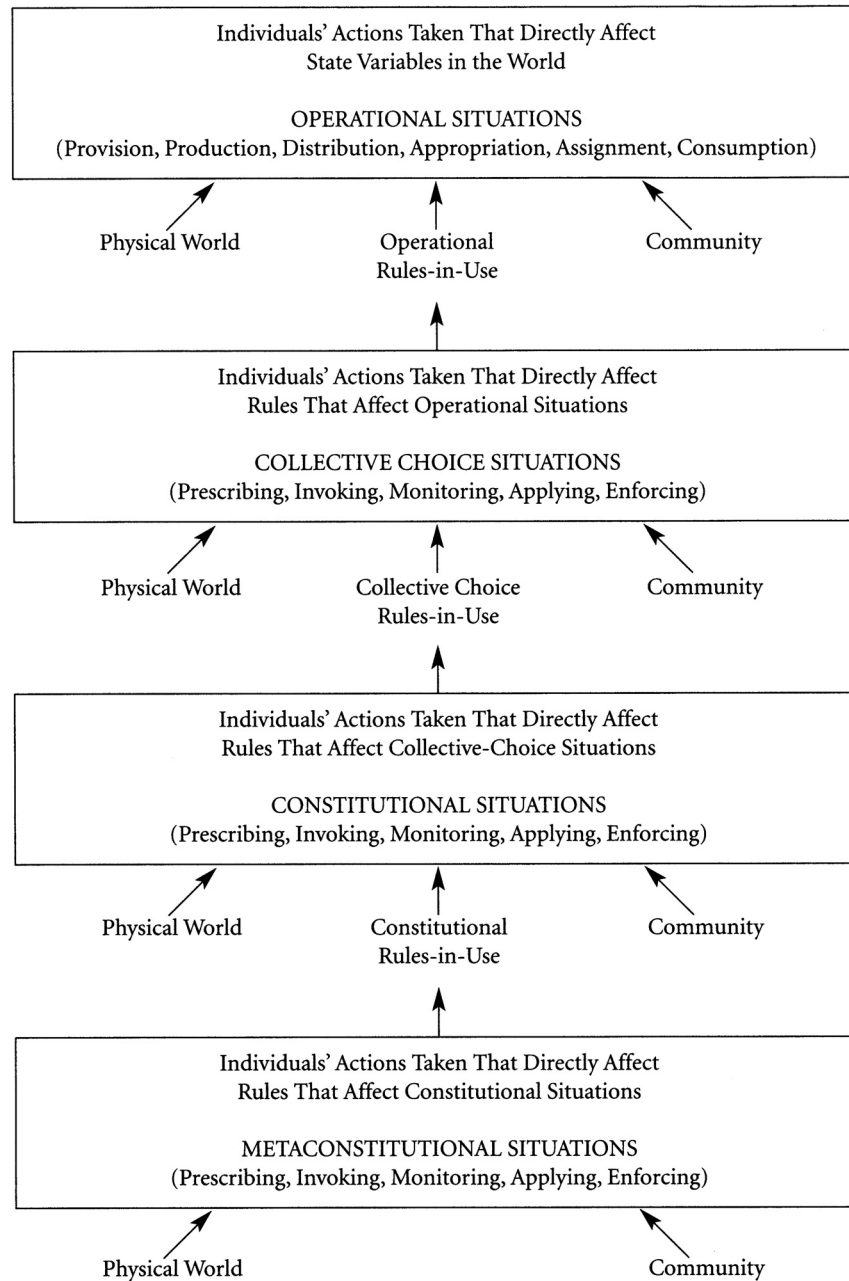 Individuals’ Actions Taken That Directly Affect
State Variables in the World
OPERATIONAL SITUATIONS
(Provision, Production, Distribution, Appropriation, Assignment, Consumption)
Physical World
Operational
Rules-in-Use
Community
Individuals’ Actions Taken That Directly Affect
Rules That Affect Operational Situations
COLLECTIVE CHOICE SITUATIONS
(Prescribing, Invoking, Monitoring, Applying, Enforcing)
Physical World
Collective Choice
Rules-in-Use
Community
Individuals’ Actions Taken That Directly Affect
Rules That Affect Collective-Choice Situations
CONSTITUTIONAL SITUATIONS
(Prescribing, Invoking, Monitoring, Applying, Enforcing)
Physical World
Constitutional
Rules-in-Use
Community
Individuals’ Actions Taken That Directly Affect
Rules That Affect Constitutional Situations
METACONSTITUTIONAL SITUATIONS
(Prescribing, Invoking, Monitoring, Applying, Enforcing)
Physical World
Community